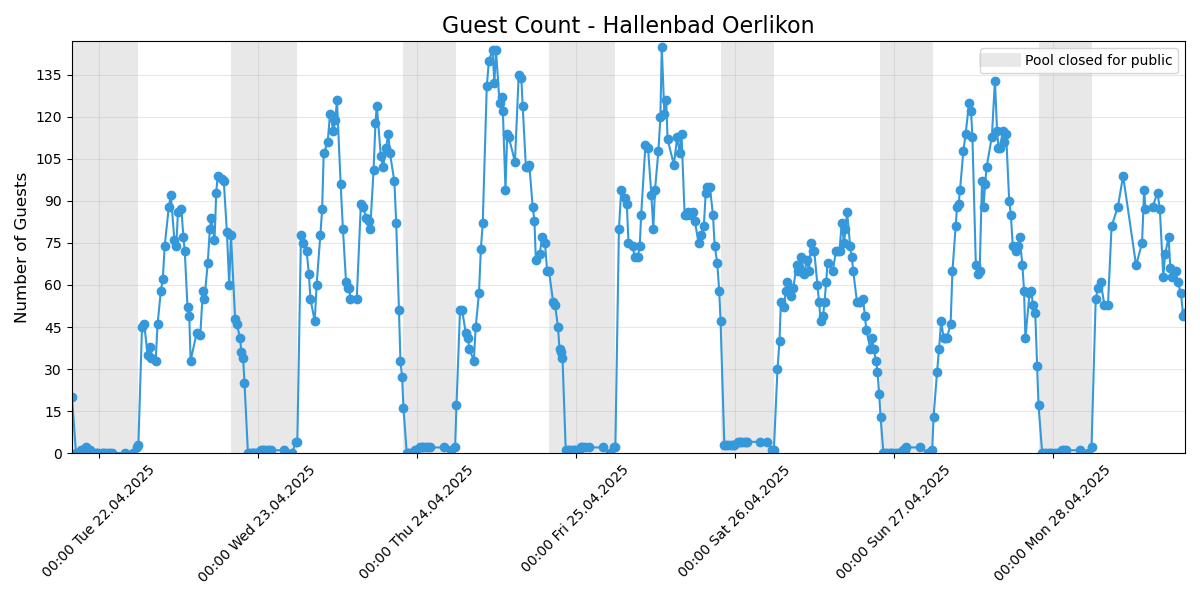 Guest Count - Hallenbad Oerlikon
Pool closed for public
Number of Guests
135
120
105
90
75
60
45
30
15
0
00:00 Tue 22.04.2025
00:00 Wed 23.04.2025
00:00 Thu 24.04.2025
00:00 Fri 25.04.2025
00:00 Sat 26.04.2025
00:00 Sun 27.04.2025
00:00 Mon 28.04.2025